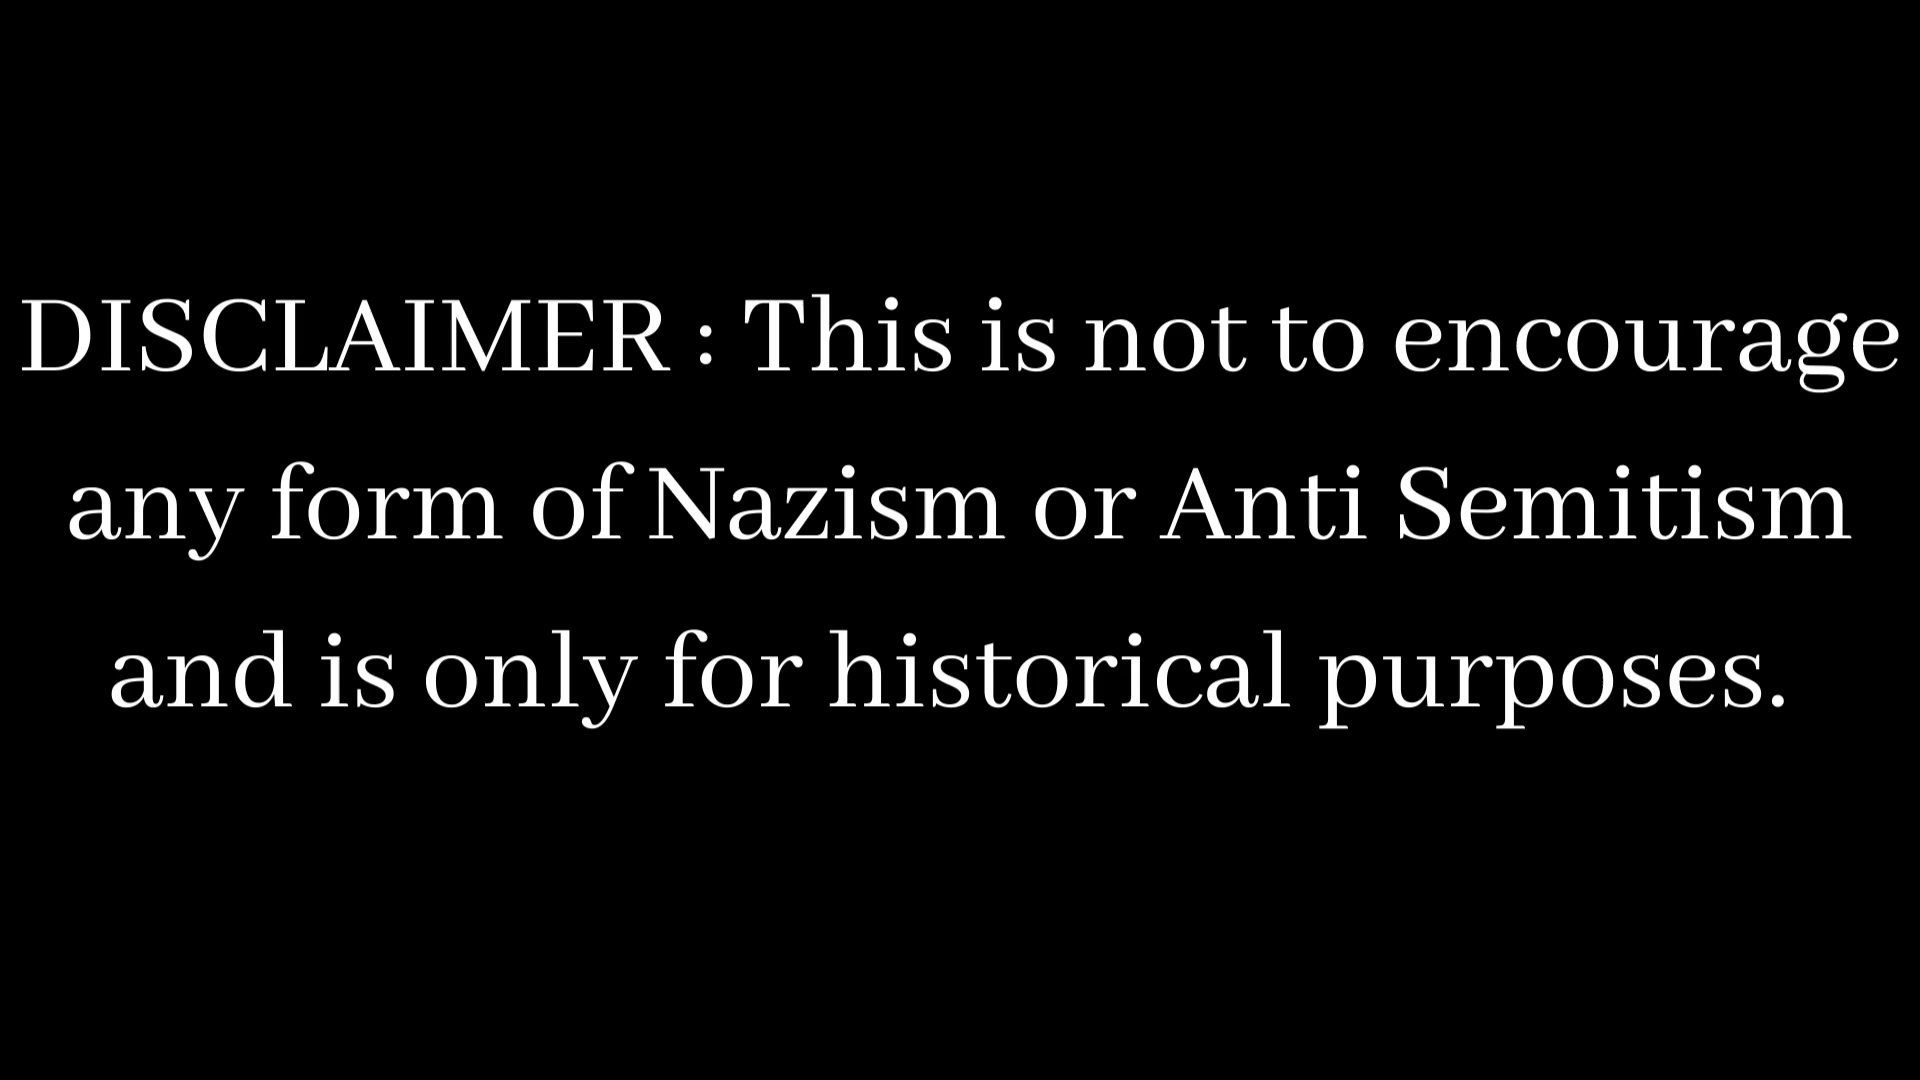 DISCLAIMER : This is not to encourage
any form of Nazism or Anti Semitism
and is only for historical purposes.